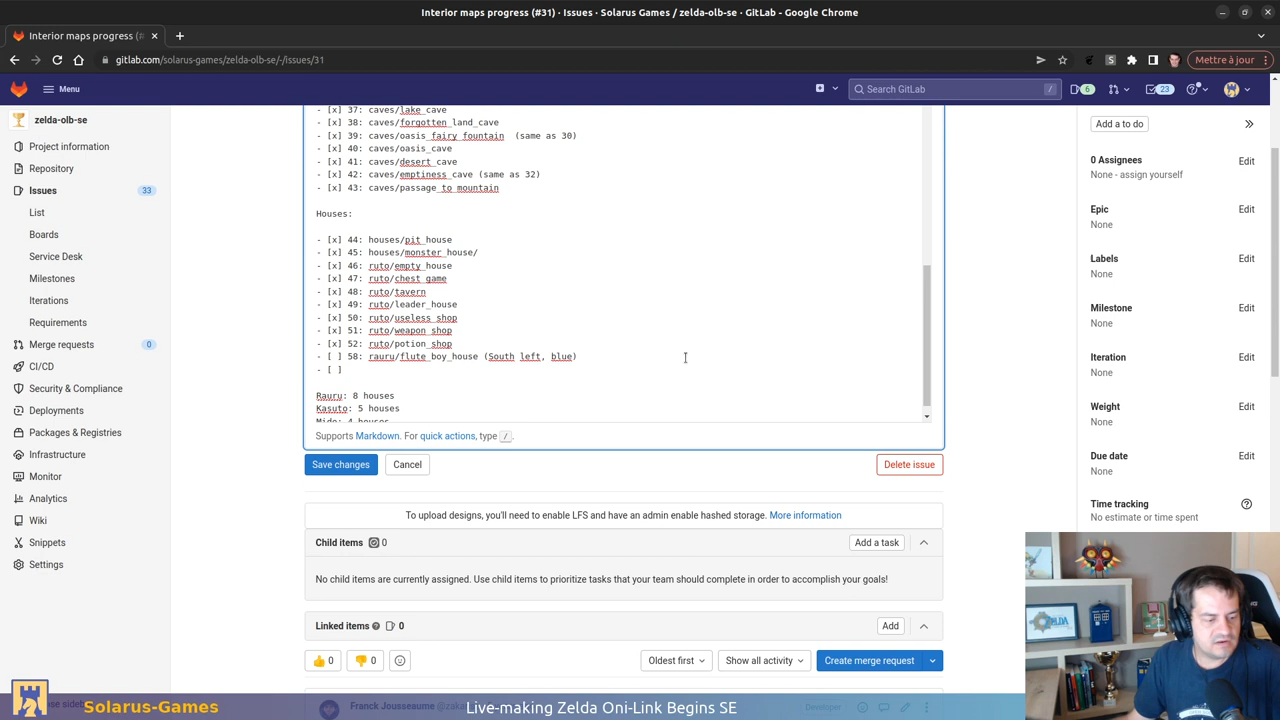 Interior maps progress (#31) · Issues · Solarus Games / zelda-olb-se · GitLab - Google Chrome
Interior maps progress (#
gitlab.com/solarus-games/zelda-olb-se/-/issues/31
Mettre à jour
Menu
Search GitLab
/
6
23
zelda-olb-se
Project information
Repository
Issues
33
List
Boards
Service Desk
Milestones
Iterations
Requirements
Merge requests
0
CI/CD
Security & Compliance
Deployments
Packages & Registries
Infrastructure
Monitor
Analytics
Wiki
Snippets
Settings
- [x] 37: caves/lake_cave
- [x] 38: caves/forgotten_land_cave
- [x] 39: caves/oasis_fairy_fountain (same as 30)
- [x] 40: caves/oasis_cave
- [x] 41: caves/desert_cave
- [x] 42: caves/emptiness_cave (same as 32)
- [x] 43: caves/passage_to_mountain
Houses:
- [x] 44: houses/pit_house
- [x] 45: houses/monster_house/
- [x] 46: ruto/empty_house
- [x] 47: ruto/chest_game
- [x] 48: ruto/tavern
- [x] 49: ruto/leader_house
- [x] 50: ruto/useless_shop
- [x] 51: ruto/weapon_shop
- [x] 52: ruto/potion_shop
- [ ] 58: rauru/flute_boy_house (South left, blue)
- [ ]
Rauru: 8 houses
Kasuto: 5 houses
Mido: 4 houses
Supports Markdown. For quick actions, type /.
Save changes
Cancel
Delete issue
To upload designs, you'll need to enable LFS and have an admin enable hashed storage. More information
Child items 0
Add a task
No child items are currently assigned. Use child items to prioritize tasks that your team should complete in order to accomplish your goals!
Linked items 0
Add
👍 0
👎 0
Oldest first
Show all activity
Create merge request
Franck Jousseaume
Developer
Add a to do
0 Assignees
Edit
None - assign yourself
Epic
Edit
None
Labels
Edit
None
Milestone
Edit
None
Iteration
Edit
None
Weight
Edit
None
Due date
Edit
None
Time tracking
No estimate or time spent
ZELDA
Solarus-Games
Live-making Zelda Oni-Link Begins SE